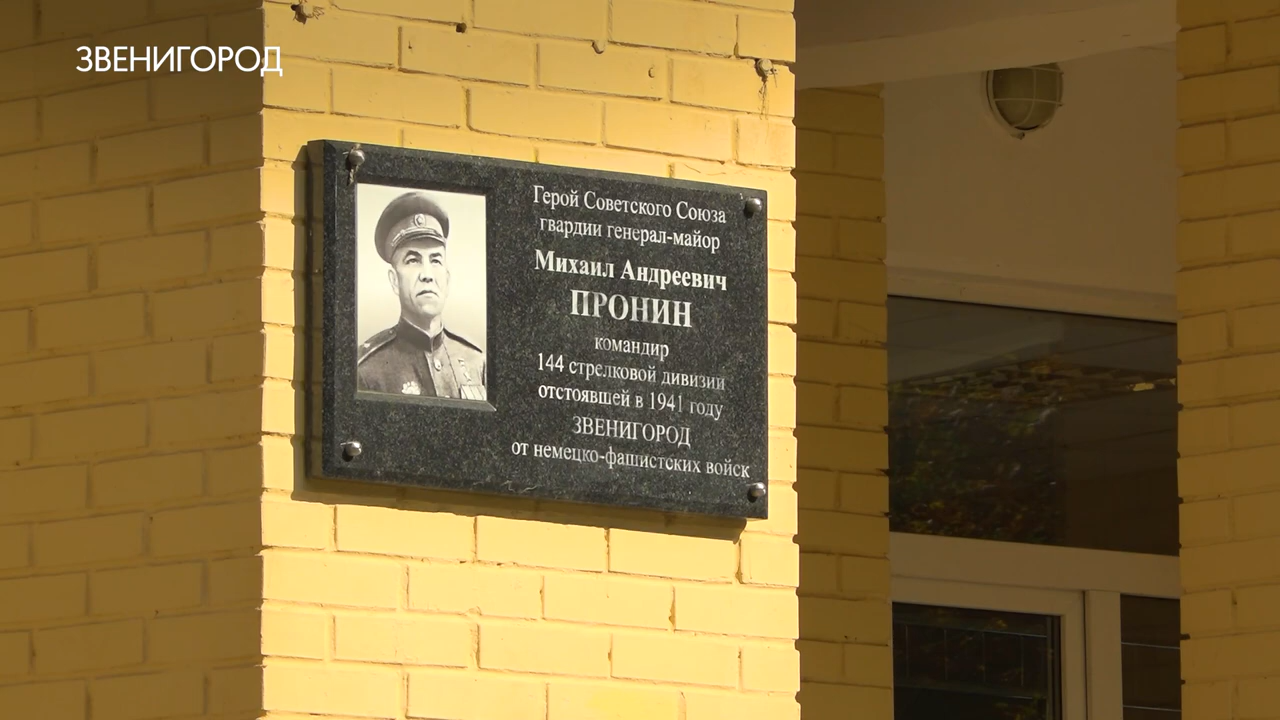 ЗВЕНИГОРОД
Герой Советского Союза
гвардии генерал-майор
Михаил Андреевич
ПРОНИН
командир
144 стрелковой дивизии
отстоявшей в 1941 году
ЗВЕНИГОРОД
от немецко-фашистских войск